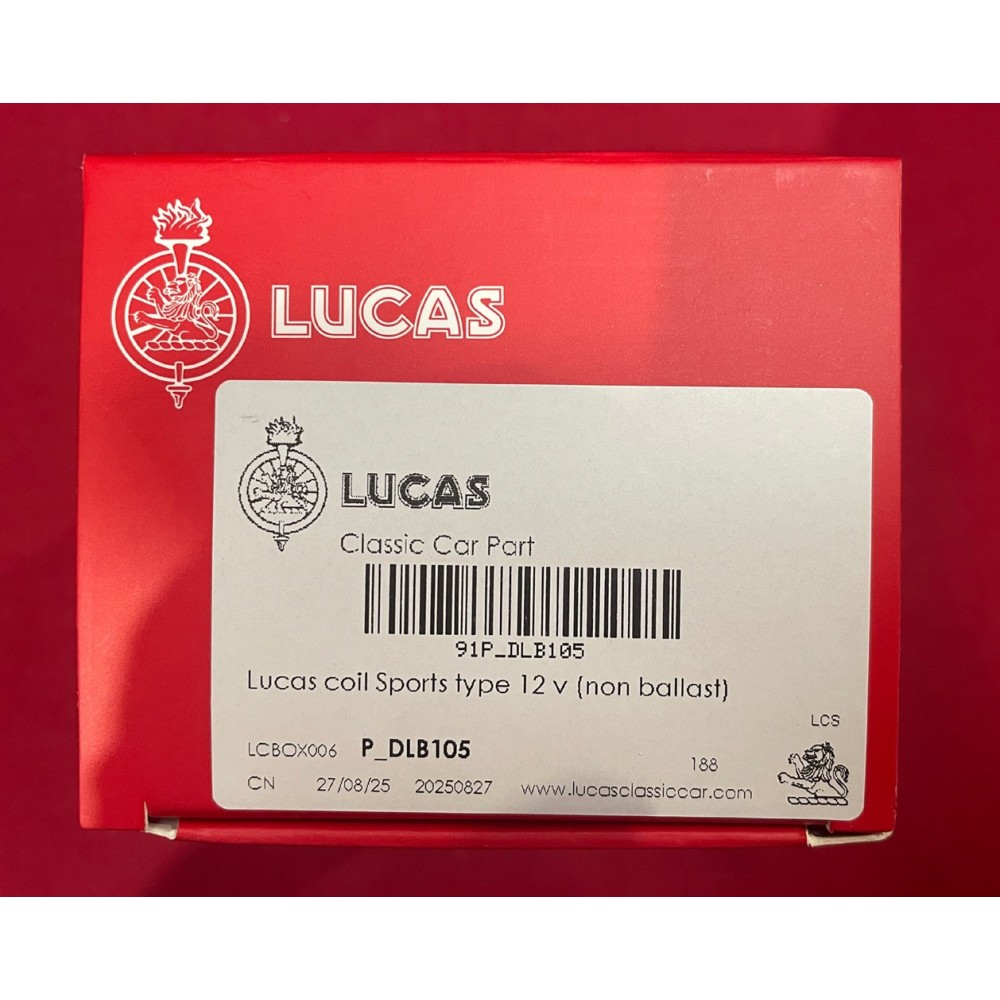 LUCAS
LUCAS
Classic Car Part
91P_DLB105
Lucas coil Sports type 12 v (non ballast)
LCS
LCBOX006 P_DLB105 188
CN 27/08/25 20250827 www.lucasclassiccar.com